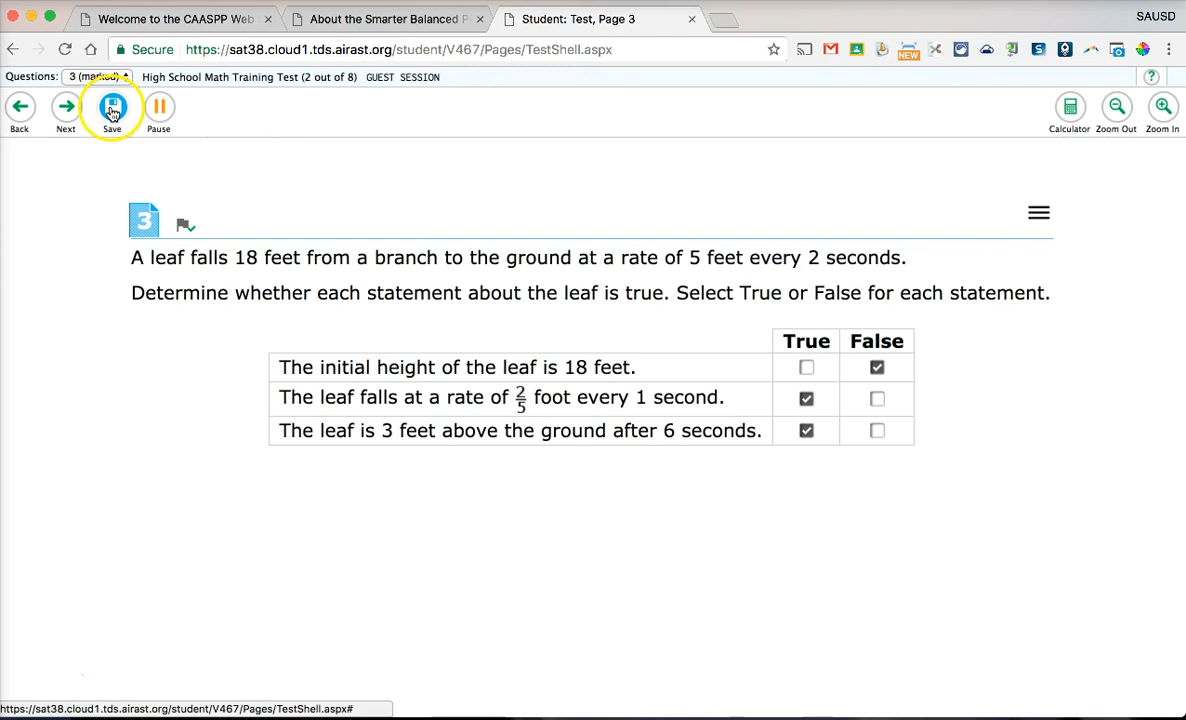 Welcome to the CAASPP Web
About the Smarter Balanced P
Student: Test, Page 3
SAUSD
Secure
https://sat38.cloud1.tds.airast.org/student/V467/Pages/TestShell.aspx
NEW
S
Questions: 3 (marked) High School Math Training Test (2 out of 8) GUEST SESSION
?
Back Next Save Pause Calculator Zoom Out Zoom In
3
A leaf falls 18 feet from a branch to the ground at a rate of 5 feet every 2 seconds.
Determine whether each statement about the leaf is true. Select True or False for each statement.
True False
The initial height of the leaf is 18 feet.
The leaf falls at a rate of 2/5 foot every 1 second.
The leaf is 3 feet above the ground after 6 seconds.
https://sat38.cloud1.tds.airast.org/student/V467/Pages/TestShell.aspx#